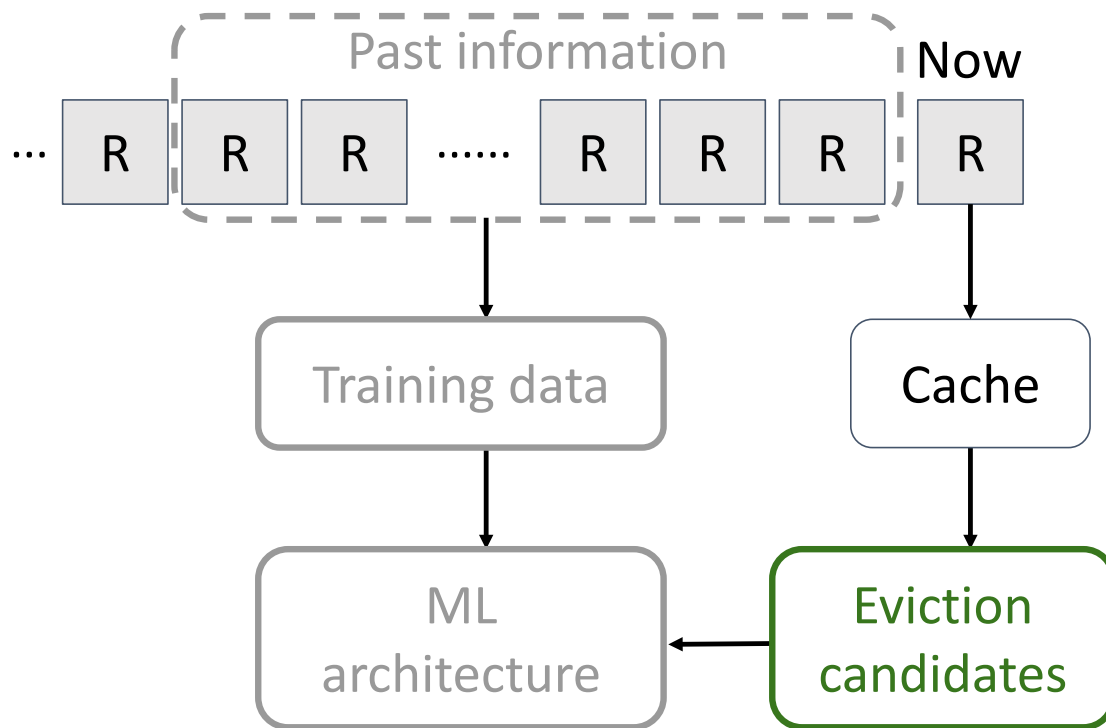 Past information
Now
... R R R ...... R R R R
Training data
Cache
ML
architecture
Eviction
candidates